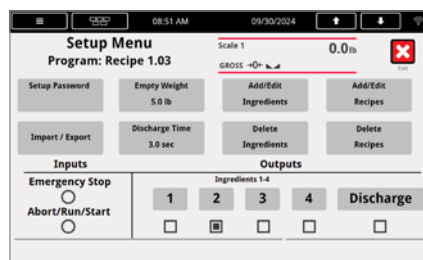 08:51 AM 09/30/2024
Setup Menu
Program: Recipe 1.03
Scale 1
0.0 lb
GROSS →0←
Exit
Setup Password
Empty Weight
5.0 lb
Add/Edit
Ingredients
Add/Edit
Recipes
Import / Export
Discharge Time
3.0 sec
Delete
Ingredients
Delete
Recipes
Inputs
Outputs
Emergency Stop
Abort/Run/Start
Ingredients 1-4
1 2 3 4 Discharge